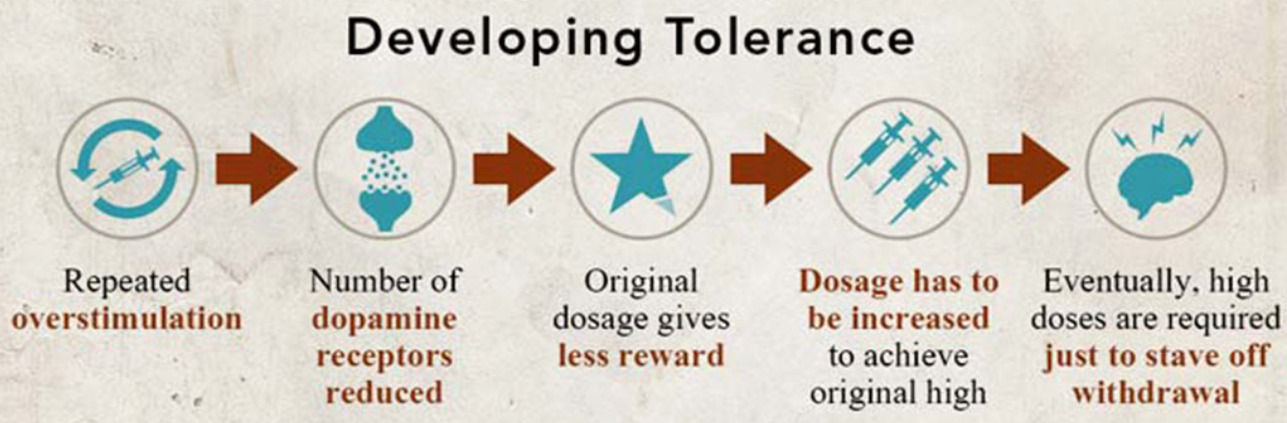 Developing Tolerance
Repeated
overstimulation
Number of
dopamine
receptors
reduced
Original
dosage gives
less reward
Dosage has to
be increased
to achieve
original high
Eventually, high
doses are required
just to stave off
withdrawal